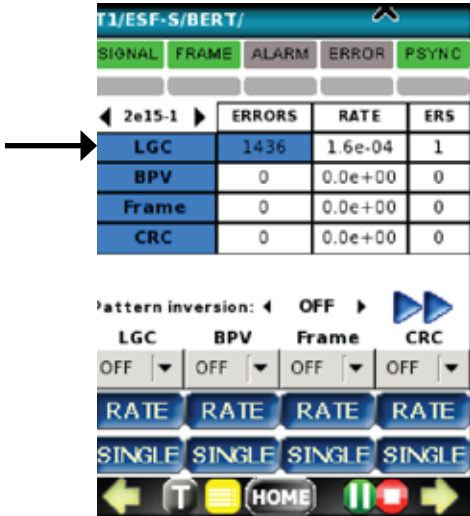 T1/ESF-S/BERT/
SIGNAL FRAME ALARM ERROR PSYNC
2e15-1 ERRORS RATE ERS
LGC 1436 1.6e-04 1
BPV 0 0.0e+00 0
Frame 0 0.0e+00 0
CRC 0 0.0e+00 0
Pattern inversion: OFF
LGC BPV Frame CRC
OFF OFF OFF OFF
RATE RATE RATE RATE
SINGLE SINGLE SINGLE SINGLE
T HOME